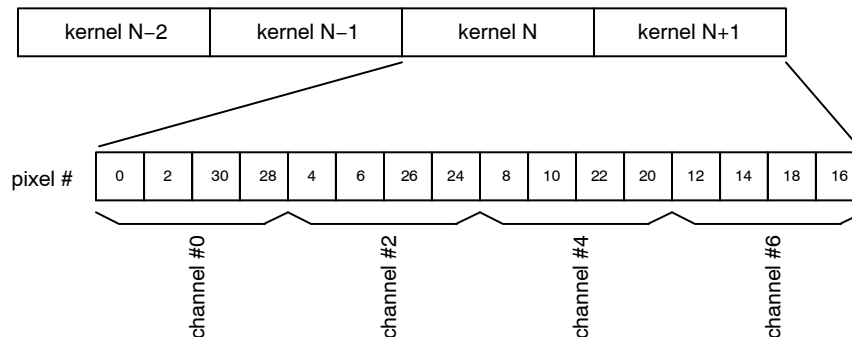 kernel N−2 kernel N−1 kernel N kernel N+1
pixel # 0 2 30 28 4 6 26 24 8 10 22 20 12 14 18 16
channel #0 channel #2 channel #4 channel #6